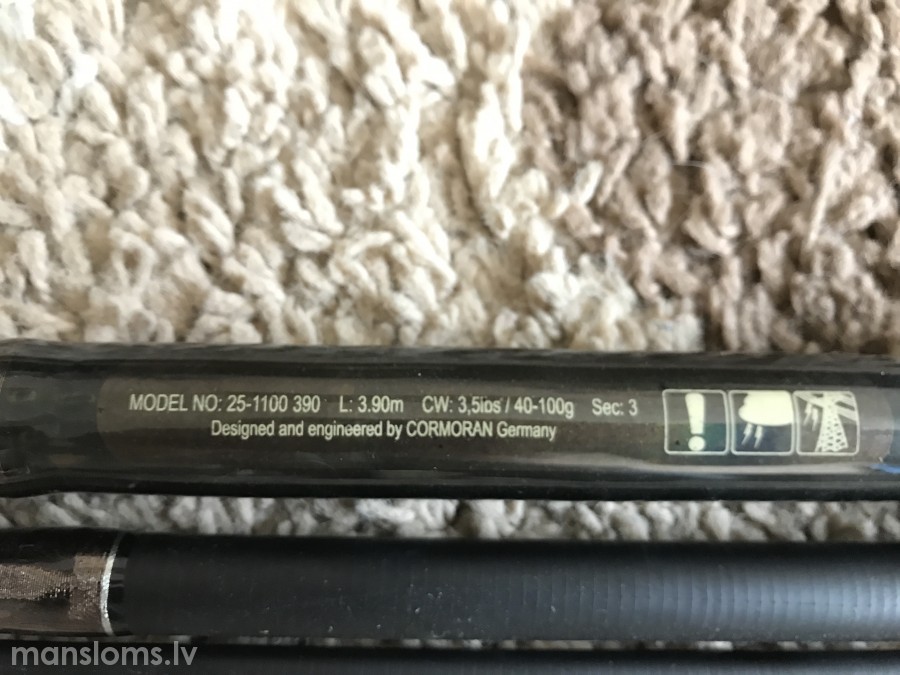 MODEL NO: 25-1100 390 L: 3.90m CW: 3,5lbs / 40-100g Sec: 3
Designed and engineered by CORMORAN Germany
mansloms.lv